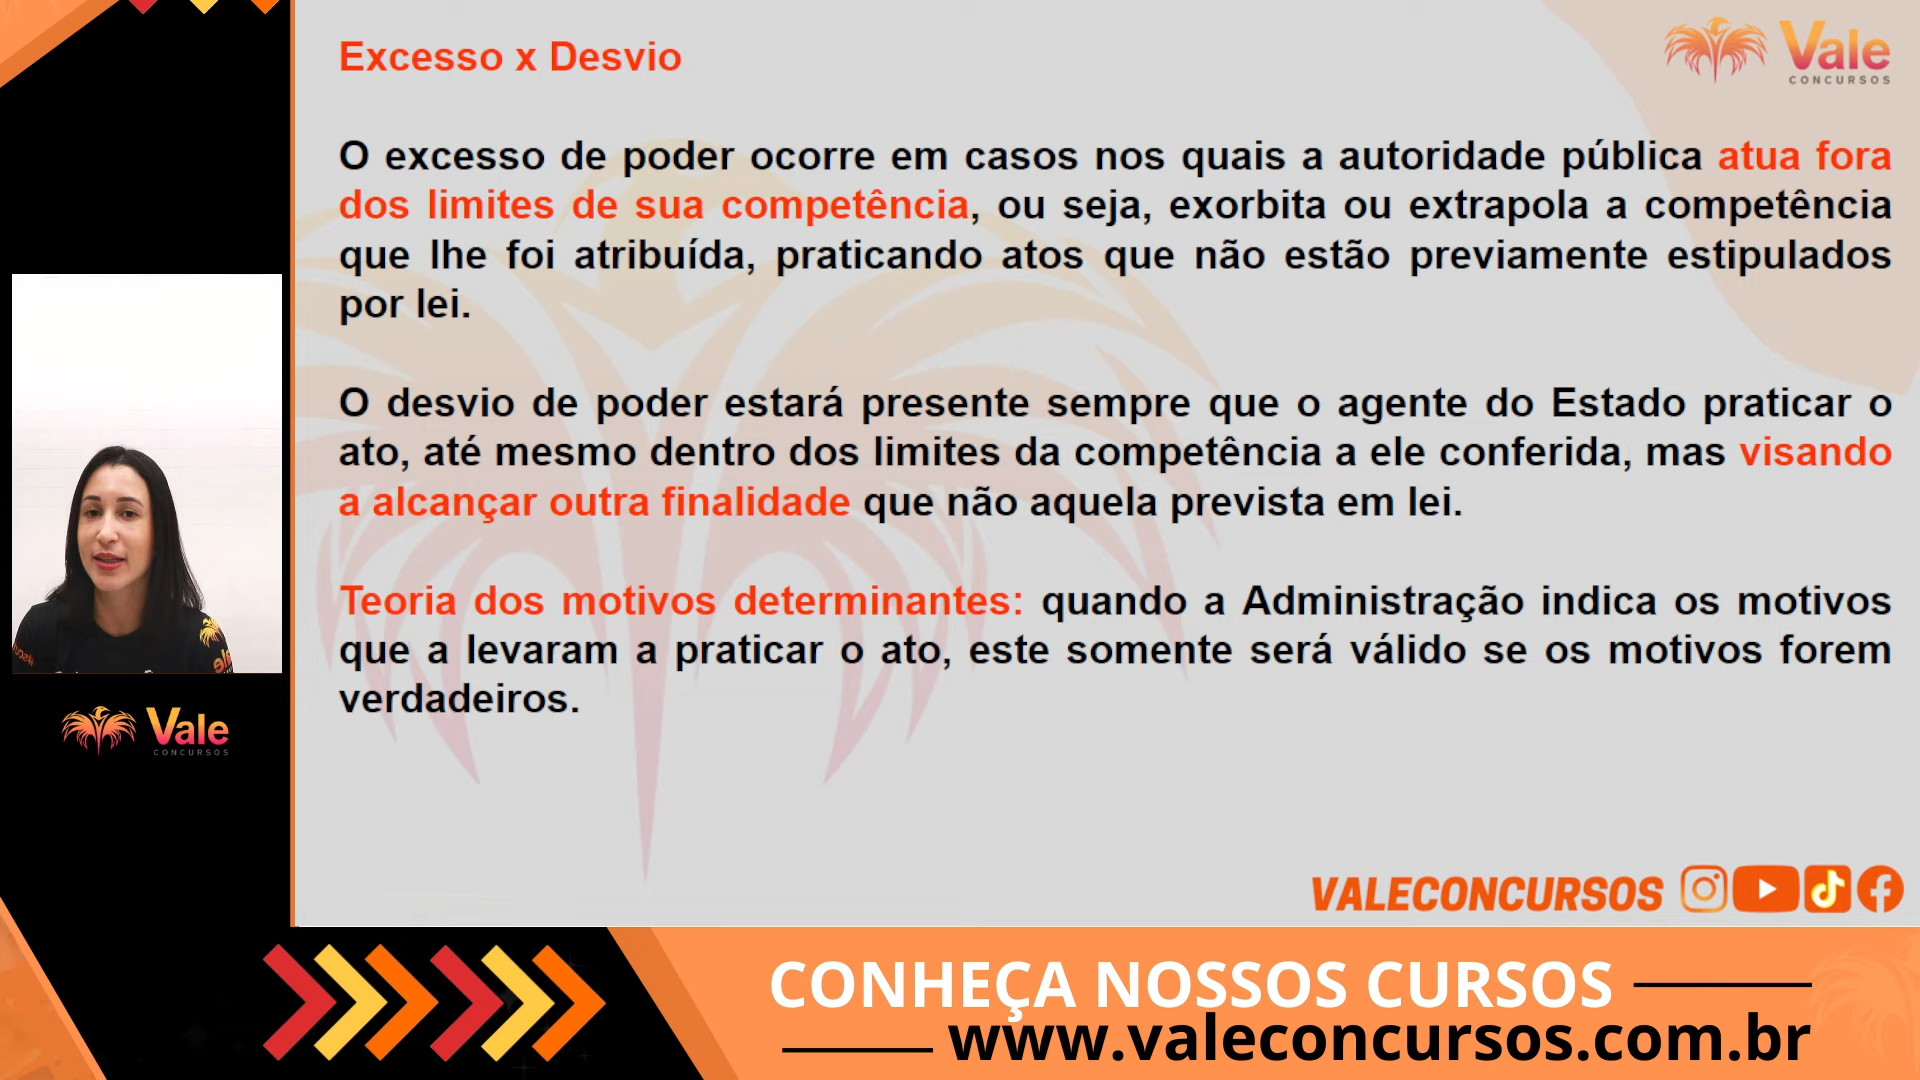 Excesso x Desvio
Vale
CONCURSOS
O excesso de poder ocorre em casos nos quais a autoridade pública atua fora
dos limites de sua competência, ou seja, exorbita ou extrapola a competência
que lhe foi atribuída, praticando atos que não estão previamente estipulados
por lei.
O desvio de poder estará presente sempre que o agente do Estado praticar o
ato, até mesmo dentro dos limites da competência a ele conferida, mas visando
a alcançar outra finalidade que não aquela prevista em lei.
Teoria dos motivos determinantes: quando a Administração indica os motivos
que a levaram a praticar o ato, este somente será válido se os motivos forem
verdadeiros.
Vale
CONCURSOS
VALECONCURSOS
CONHEÇA NOSSOS CURSOS
www.valeconcursos.com.br